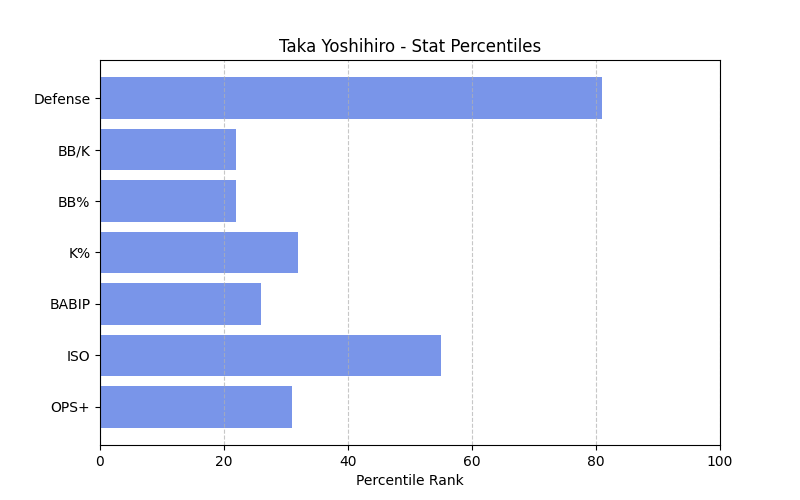 Taka Yoshihiro - Stat Percentiles
Defense
BB/K
BB%
K%
BABIP
ISO
OPS+
0 20 40 60 80 100
Percentile Rank